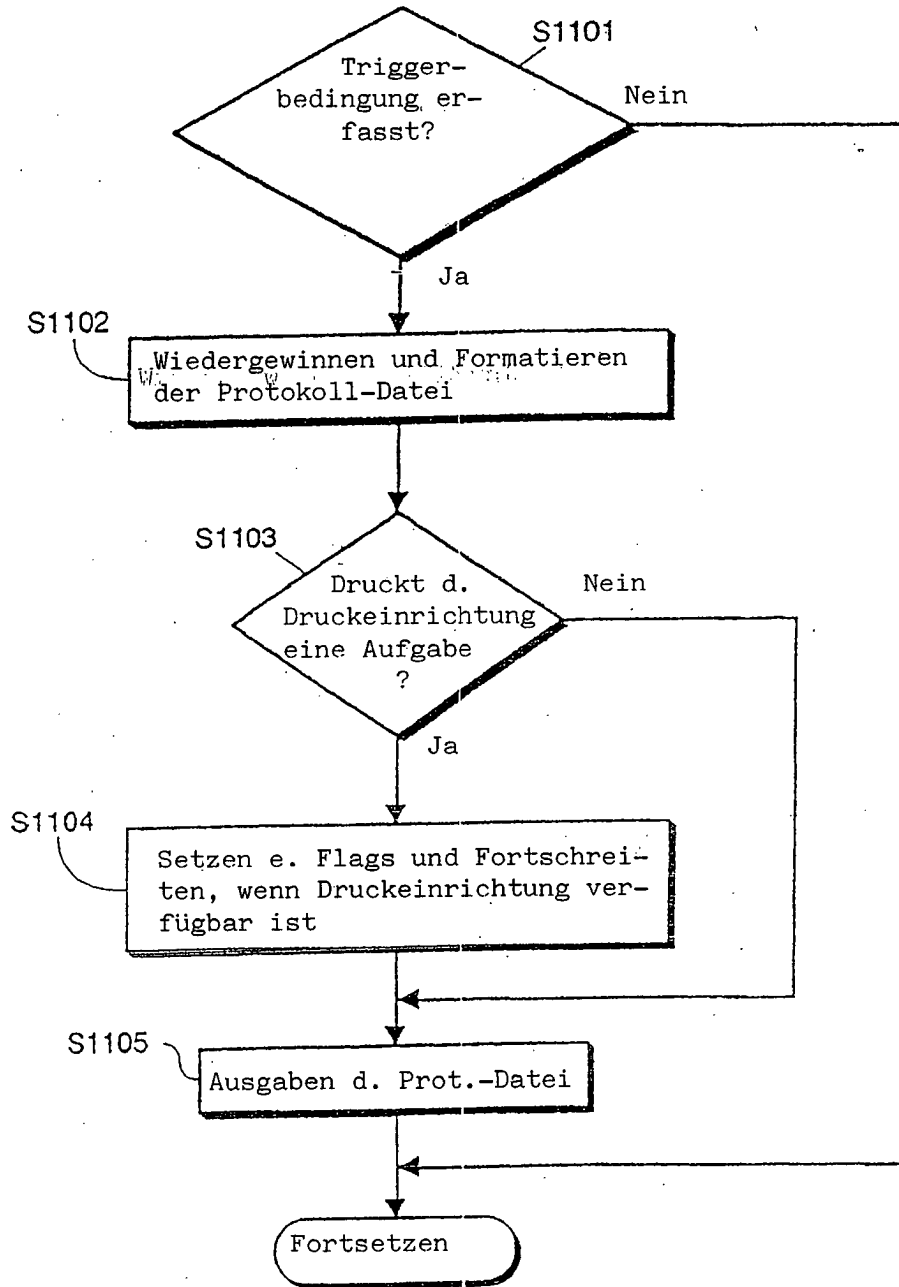 S1101
Trigger-
bedingung er-
fasst?
Nein
Ja
S1102
Wiedergewinnen und Formatieren
der Protokoll-Datei
S1103
Druckt d.
Druckeinrichtung
eine Aufgabe
?
Nein
Ja
S1104
Setzen e. Flags und Fortschrei-
ten, wenn Druckeinrichtung ver-
fügbar ist
S1105
Ausgaben d. Prot.-Datei
Fortsetzen